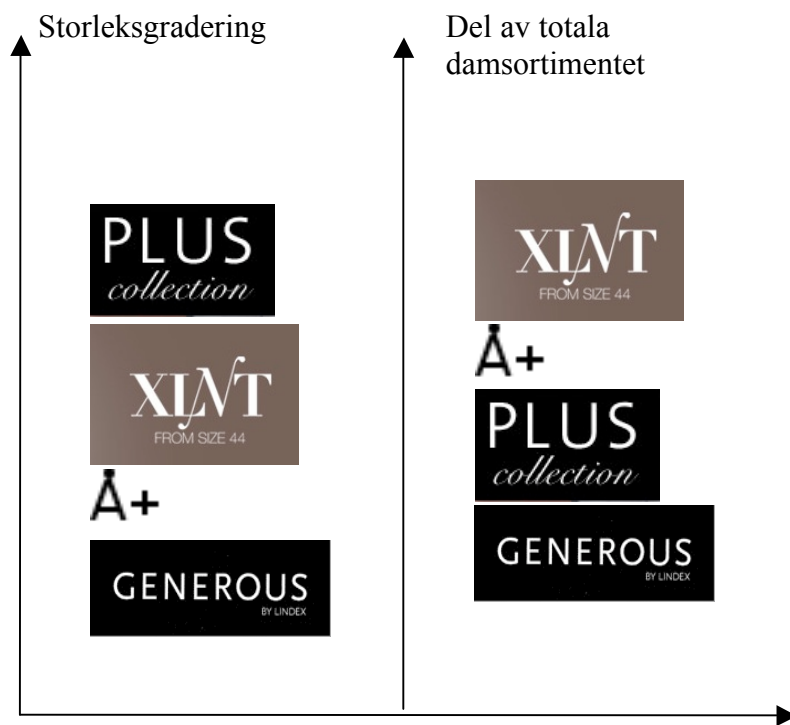 Storleksgradering
Del av totala
damsortimentet
PLUS
collection
XLNT
FROM SIZE 44
Å+
GENEROUS
BY LINDEX
XLNT
FROM SIZE 44
Å+
PLUS
collection
GENEROUS
BY LINDEX